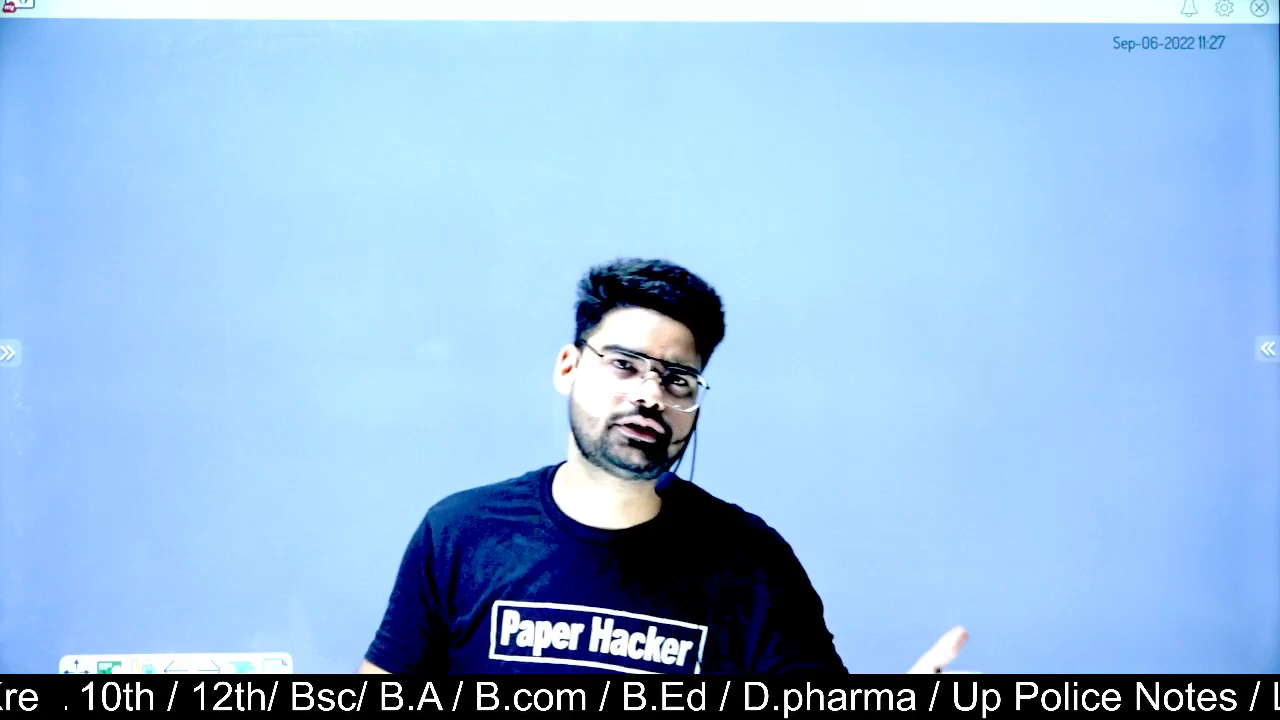 Sep-06-2022 11:27
Paper Hacker
. 10th / 12th/ Bsc/ B.A / B.com / B.Ed / D.pharma / Up Police Notes /